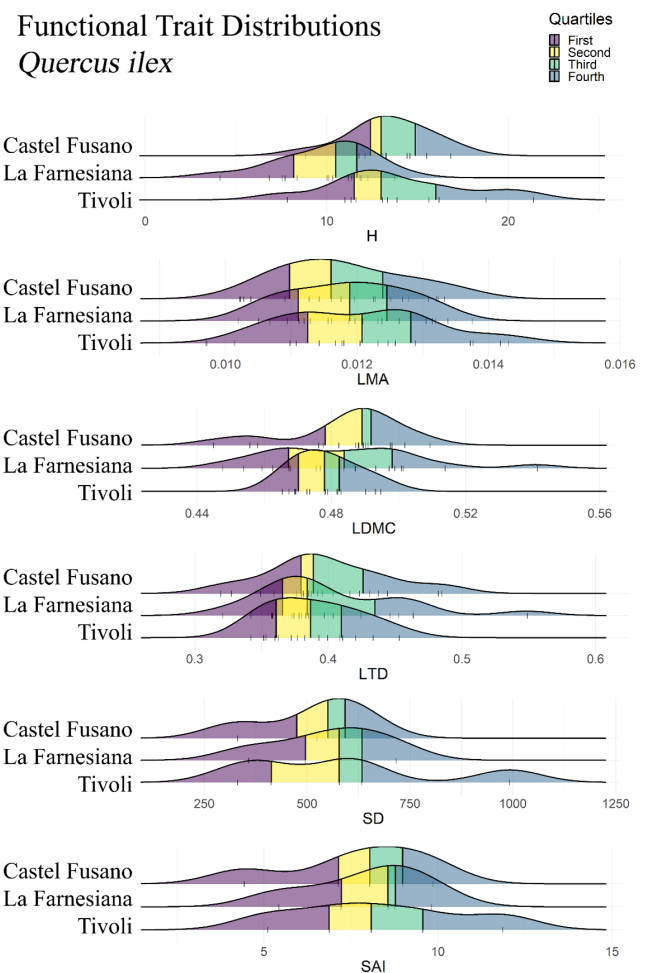 Functional Trait Distributions
Quercus ilex
Quartiles
First
Second
Third
Fourth
Castel Fusano
La Farnesiana
Tivoli
0 10 20
H
Castel Fusano
La Farnesiana
Tivoli
0.010 0.012 0.014 0.016
LMA
Castel Fusano
La Farnesiana
Tivoli
0.44 0.48 0.52 0.56
LDMC
Castel Fusano
La Farnesiana
Tivoli
0.3 0.4 0.5 0.6
LTD
Castel Fusano
La Farnesiana
Tivoli
250 500 750 1000 1250
SD
Castel Fusano
La Farnesiana
Tivoli
5 10 15
SAI